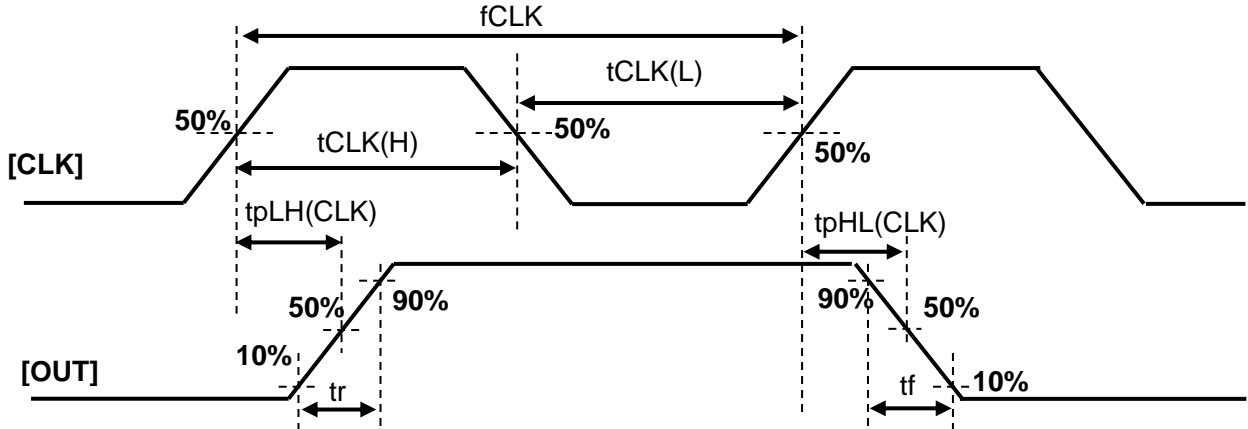 fCLK
tCLK(L)
50%
50%
tCLK(H)
50%
[CLK]
tpLH(CLK)
tpHL(CLK)
50%
90%
90%
50%
10%
[OUT]
tr
tf
10%